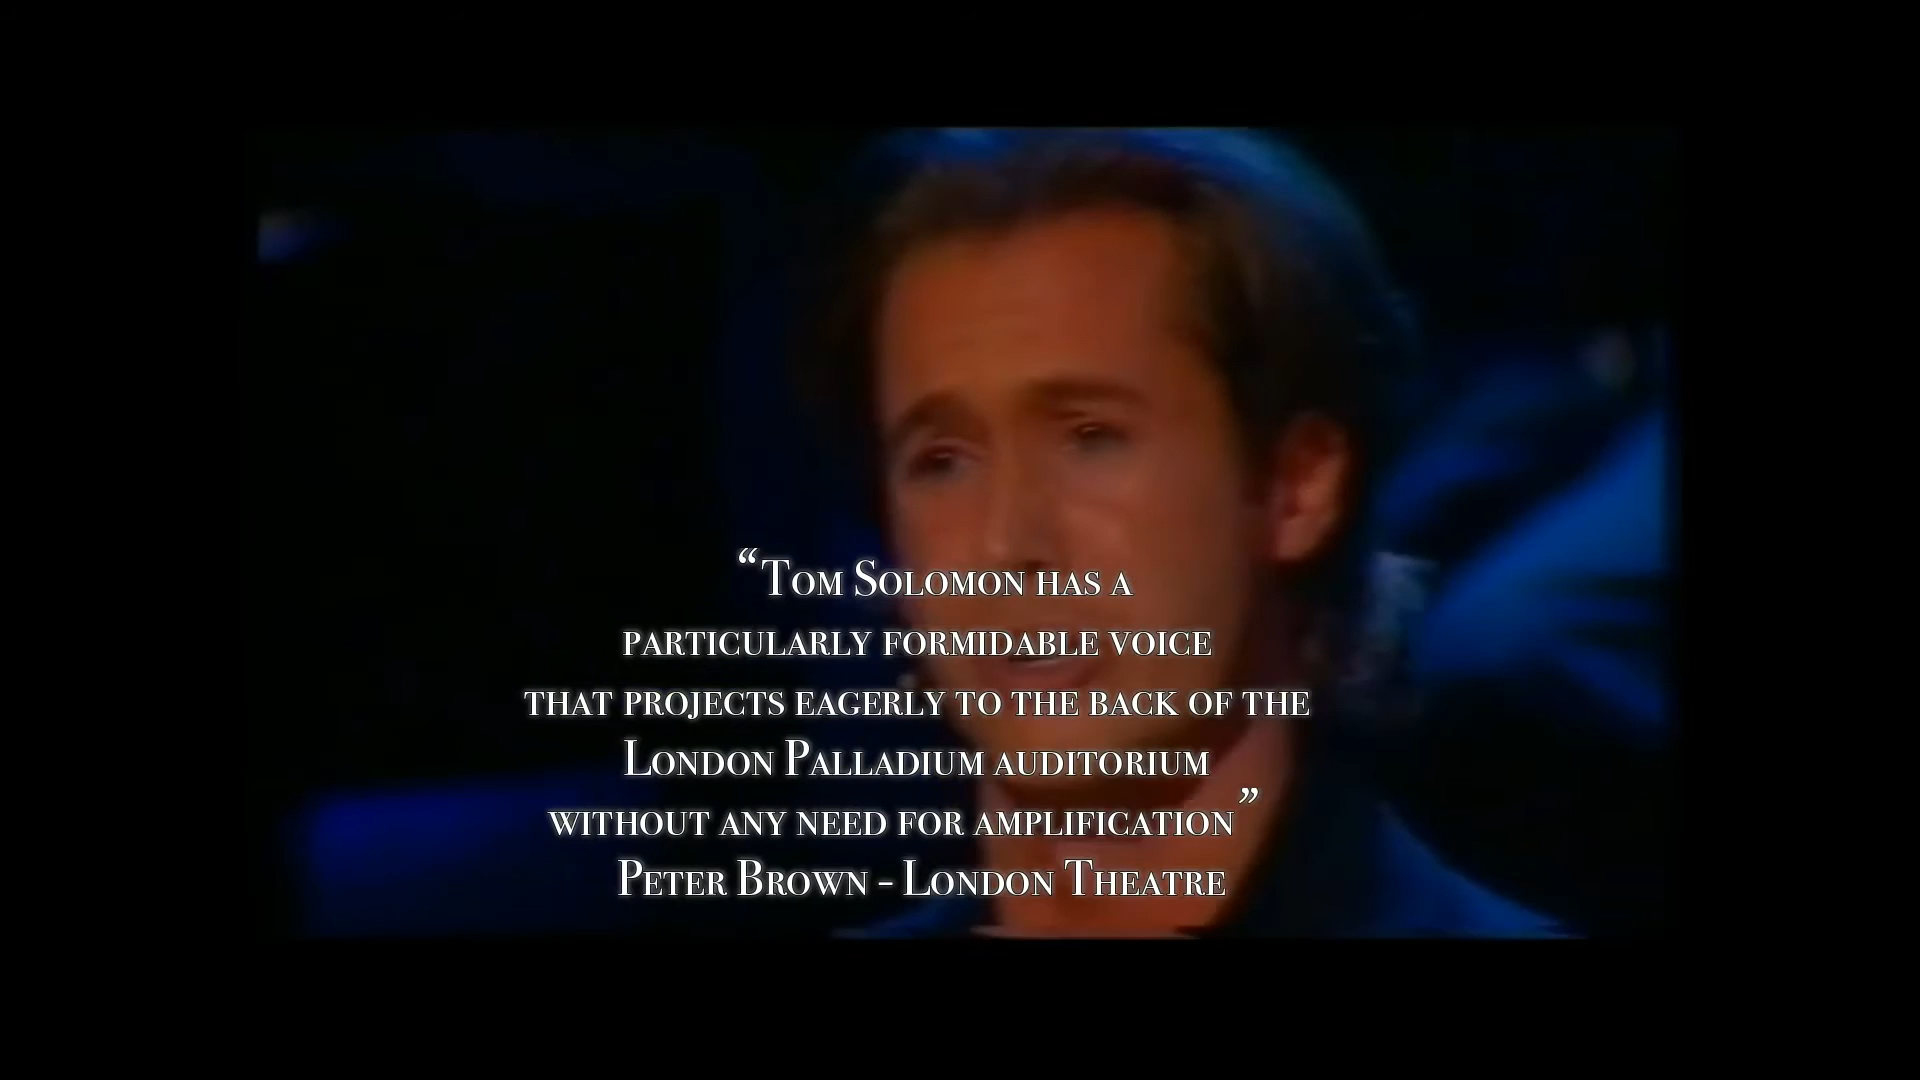 “Tom Solomon has a
particularly formidable voice
that projects eagerly to the back of the
London Palladium auditorium
without any need for amplification”
Peter Brown - London Theatre